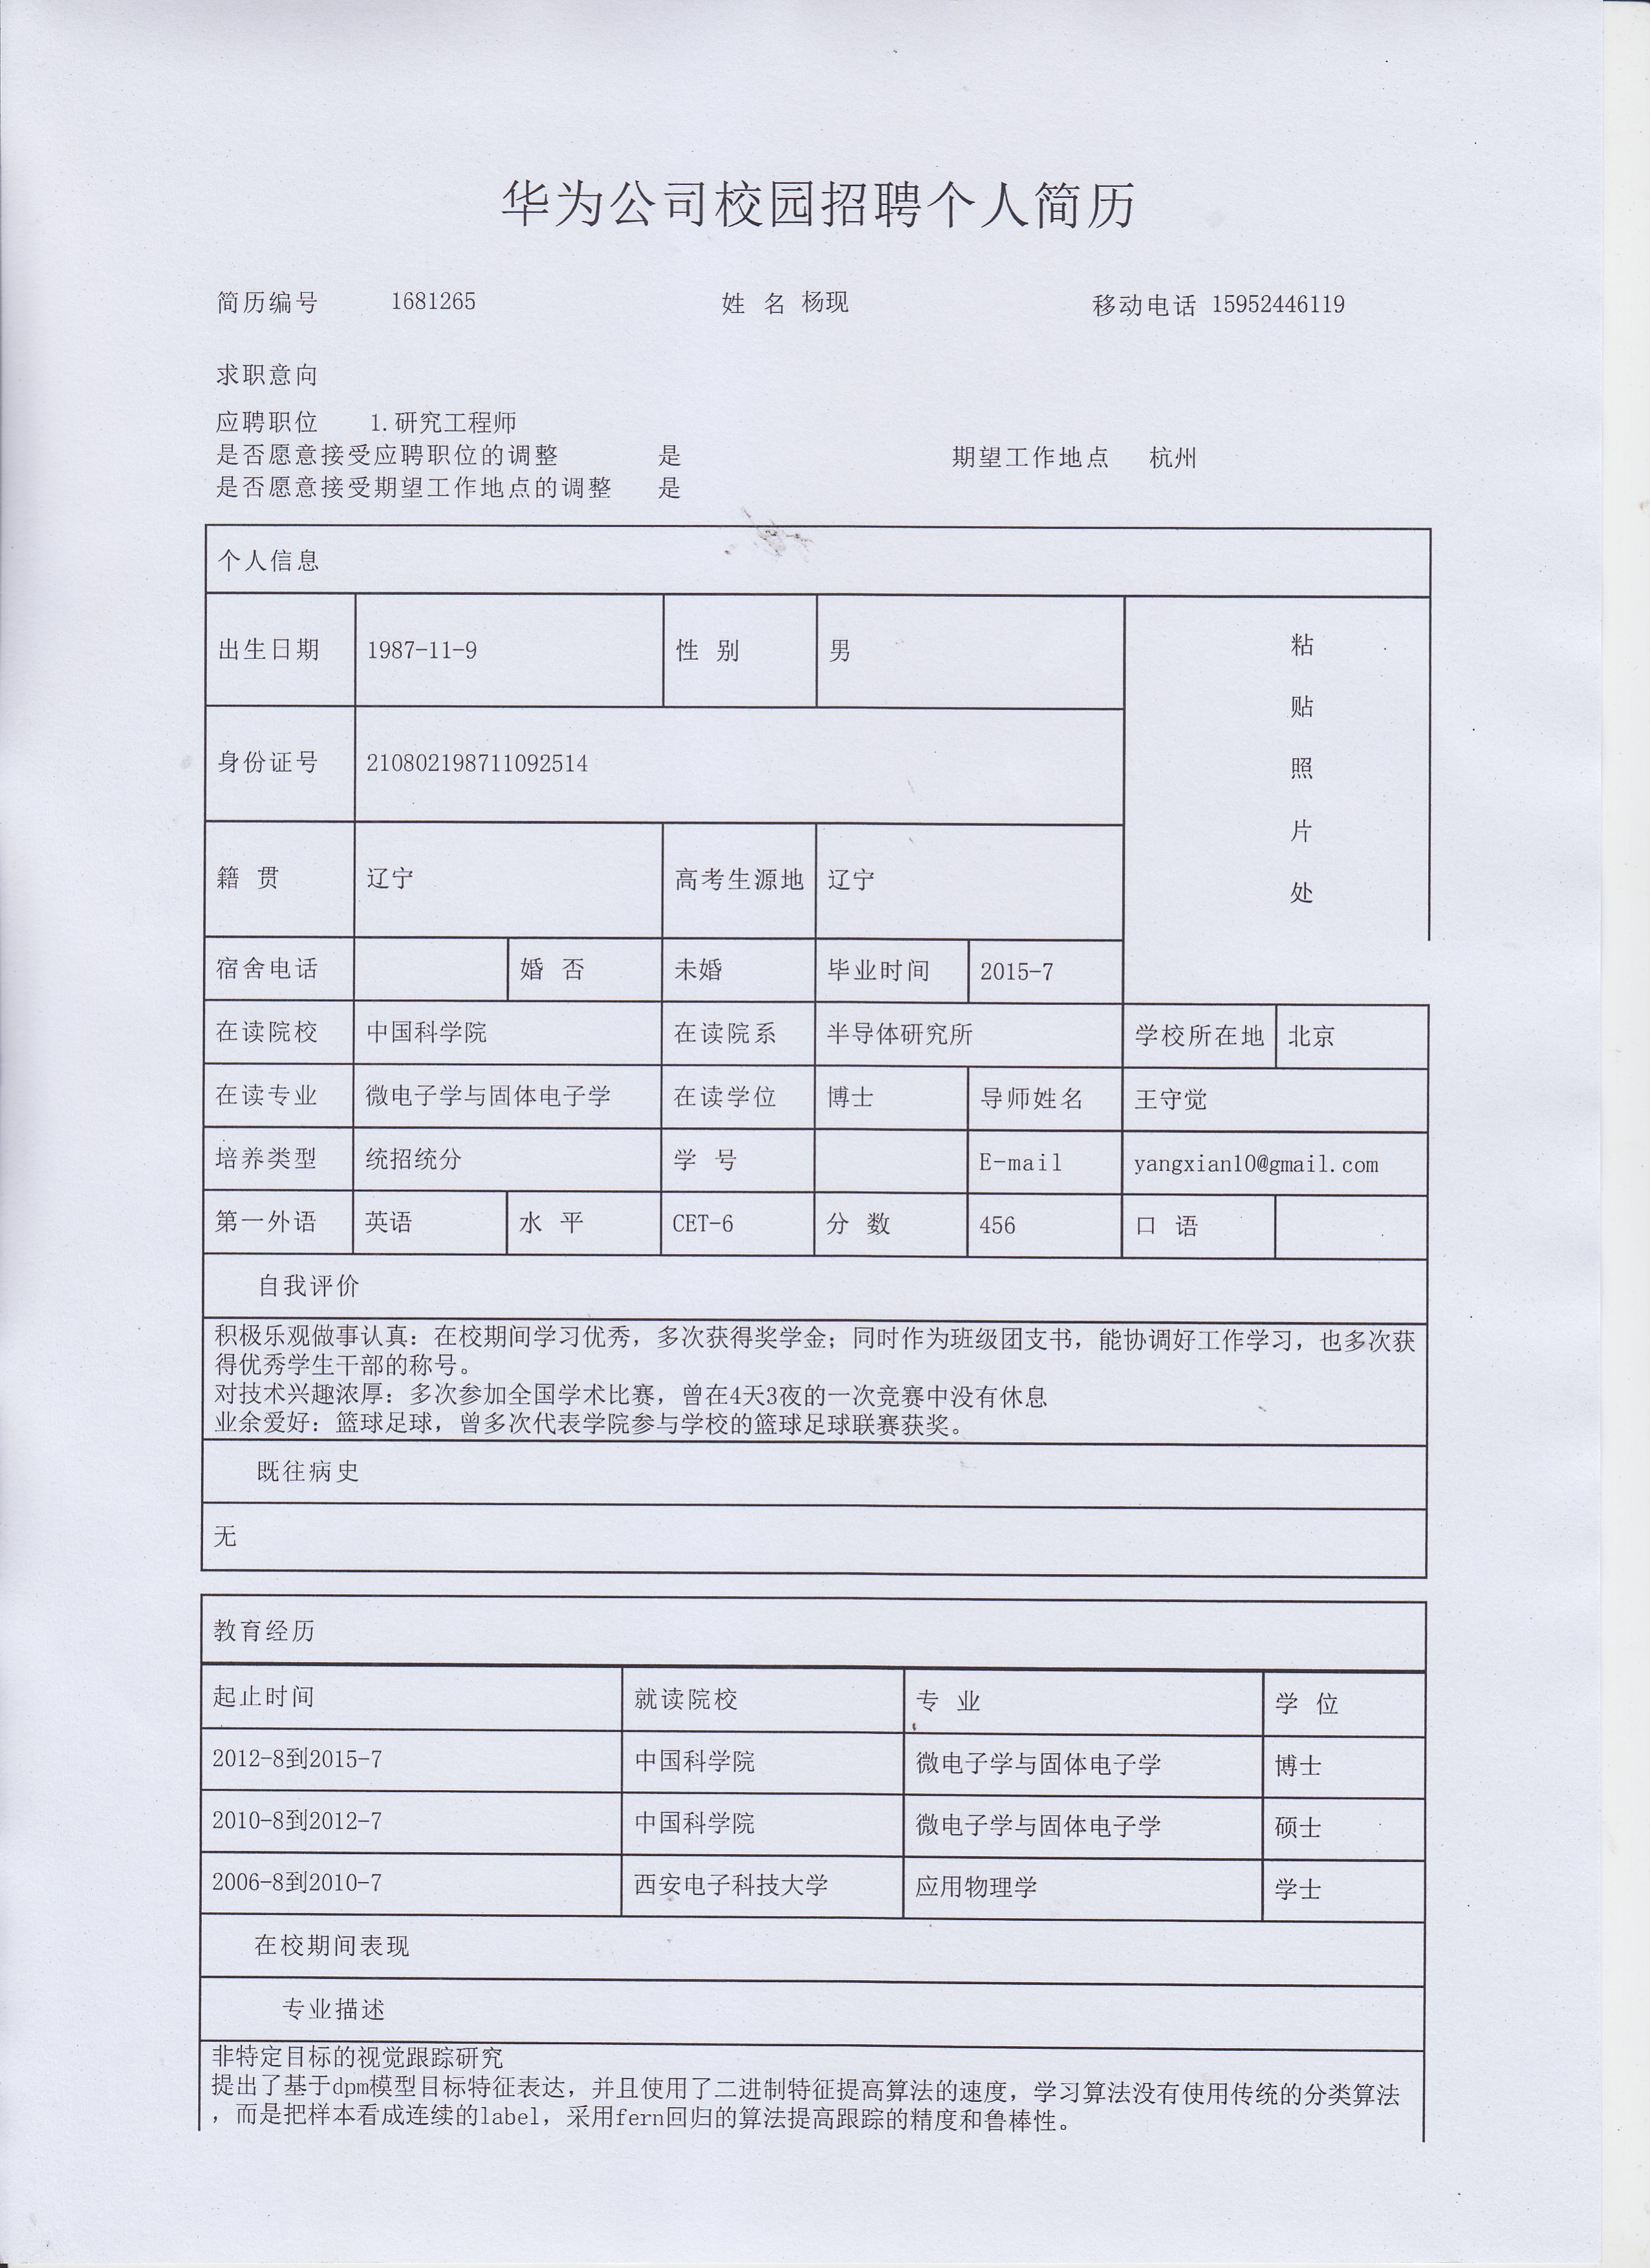 华为公司校园招聘个人简历
简历编号 1681265 姓 名 杨现 移动电话 15952446119
求职意向
应聘职位 1.研究工程师
是否愿意接受应聘职位的调整 是 期望工作地点 杭州
是否愿意接受期望工作地点的调整 是
个人信息
出生日期 1987-11-9 性 别 男
粘
贴
照
片
处
身份证号 210802198711092514
籍 贯 辽宁 高考生源地 辽宁
宿舍电话 婚 否 未婚 毕业时间 2015-7
在读院校 中国科学院 在读院系 半导体研究所 学校所在地 北京
在读专业 微电子学与固体电子学 在读学位 博士 导师姓名 王守觉
培养类型 统招统分 学 号 E-mail yangxian10@gmail.com
第一外语 英语 水 平 CET-6 分 数 456 口 语
自我评价
积极乐观做事认真：在校期间学习优秀，多次获得奖学金；同时作为班级团支书，能协调好工作学习，也多次获
得优秀学生干部的称号。
对技术兴趣浓厚：多次参加全国学术比赛，曾在4天3夜的一次竞赛中没有休息
业余爱好：篮球足球，曾多次代表学院参与学校的篮球足球联赛获奖。
既往病史
无
教育经历
起止时间 就读院校 专 业 学 位
2012-8到2015-7 中国科学院 微电子学与固体电子学 博士
2010-8到2012-7 中国科学院 微电子学与固体电子学 硕士
2006-8到2010-7 西安电子科技大学 应用物理学 学士
在校期间表现
专业描述
非特定目标的视觉跟踪研究
提出了基于dpm模型目标特征表达，并且使用了二进制特征提高算法的速度，学习算法没有使用传统的分类算法
，而是把样本看成连续的label，采用fern回归的算法提高跟踪的精度和鲁棒性。